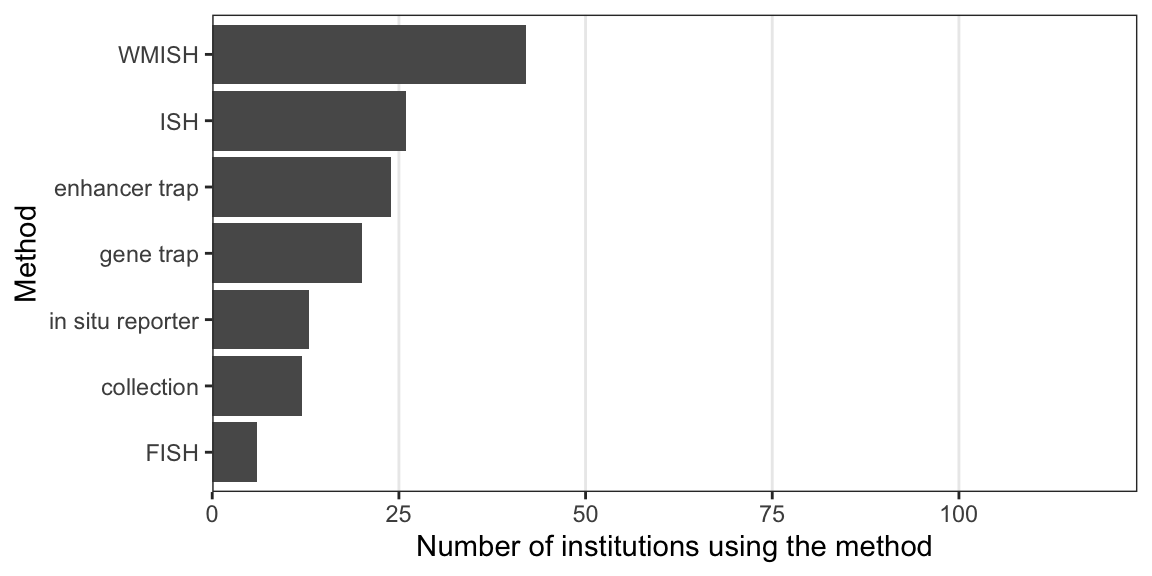 WMISH
ISH
enhancer trap
gene trap
in situ reporter
collection
FISH
Method
0 25 50 75 100
Number of institutions using the method